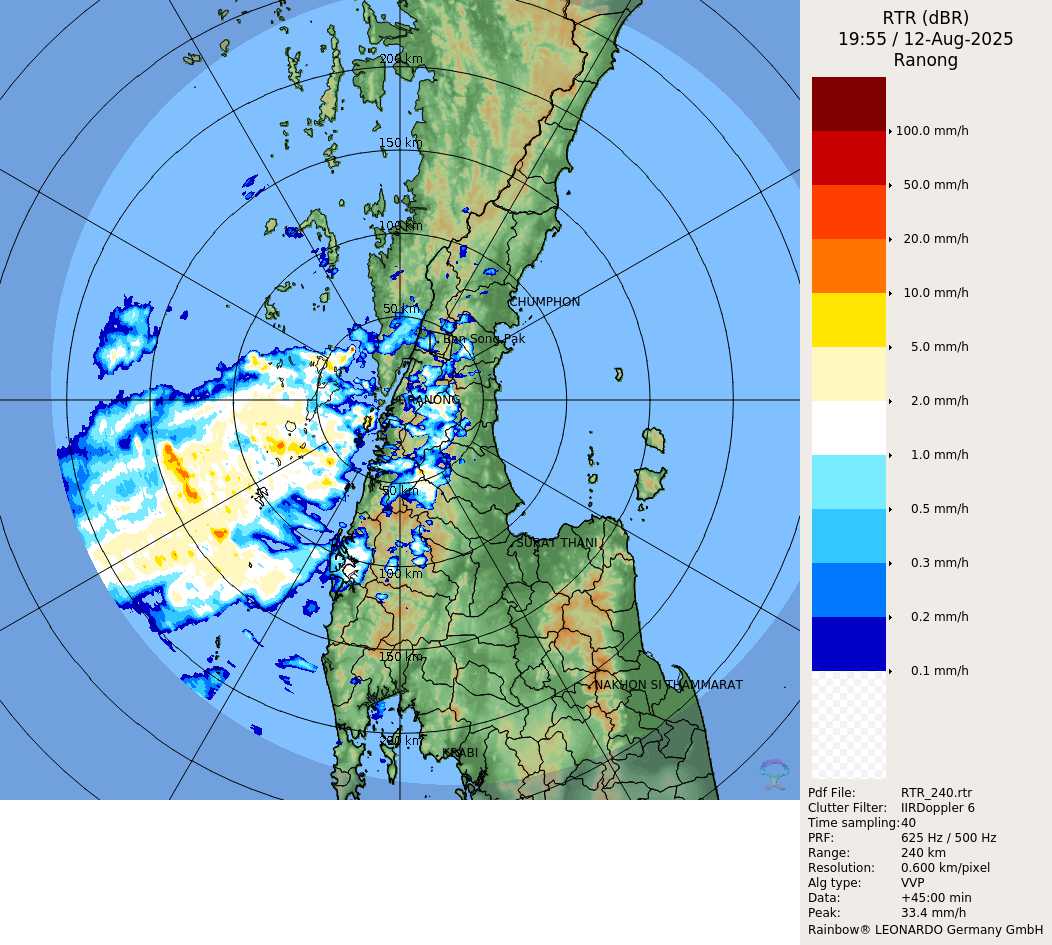 RTR (dBR)
19:55 / 12-Aug-2025
Ranong
100.0 mm/h
50.0 mm/h
20.0 mm/h
10.0 mm/h
5.0 mm/h
2.0 mm/h
1.0 mm/h
0.5 mm/h
0.3 mm/h
0.2 mm/h
0.1 mm/h
200 km
150 km
100 km
50 km
CHUMPHON
Ban Song Pak
RANONG
50 km
SURAT THANI
100 km
150 km
NAKHON SI THAMMARAT
200 km
KRABI
Pdf File: RTR_240.rtr
Clutter Filter: IIRDoppler 6
Time sampling: 40
PRF: 625 Hz / 500 Hz
Range: 240 km
Resolution: 0.600 km/pixel
Alg type: VVP
Data: +45:00 min
Peak: 33.4 mm/h
Rainbow® LEONARDO Germany GmbH